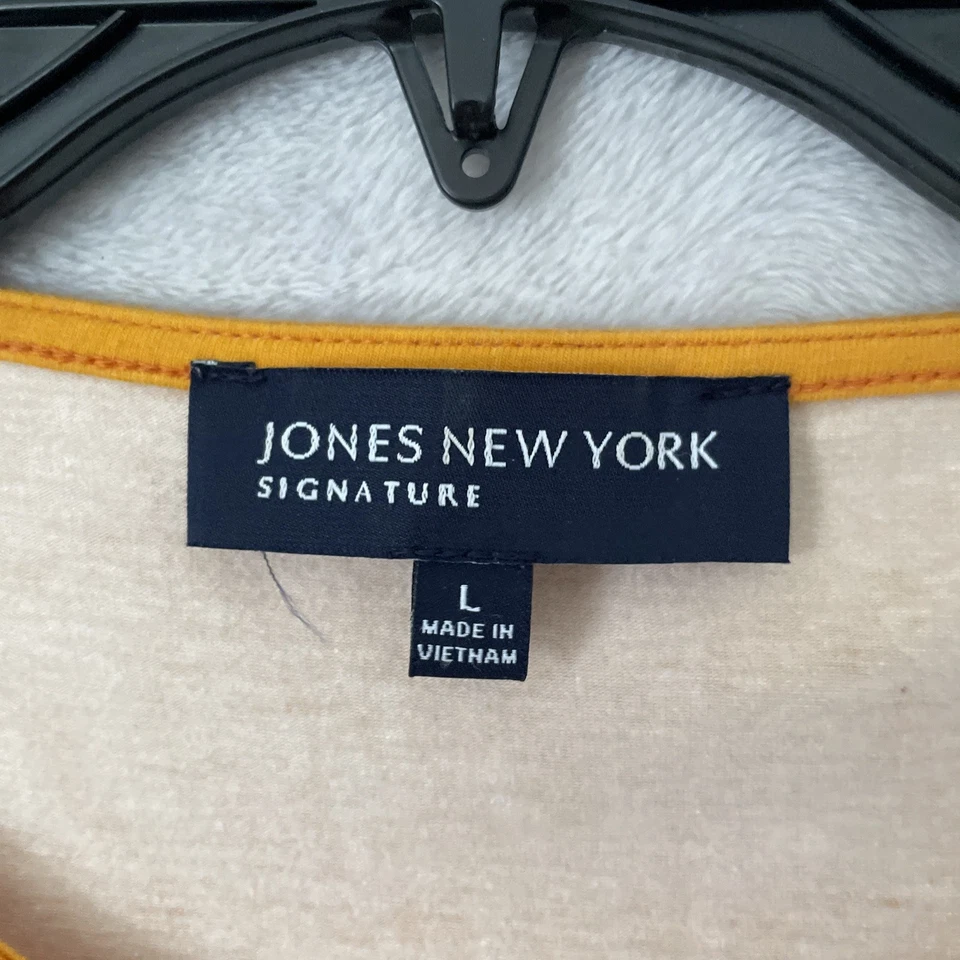 JONES NEW YORK
SIGNATURE
L
MADE IN
VIETNAM